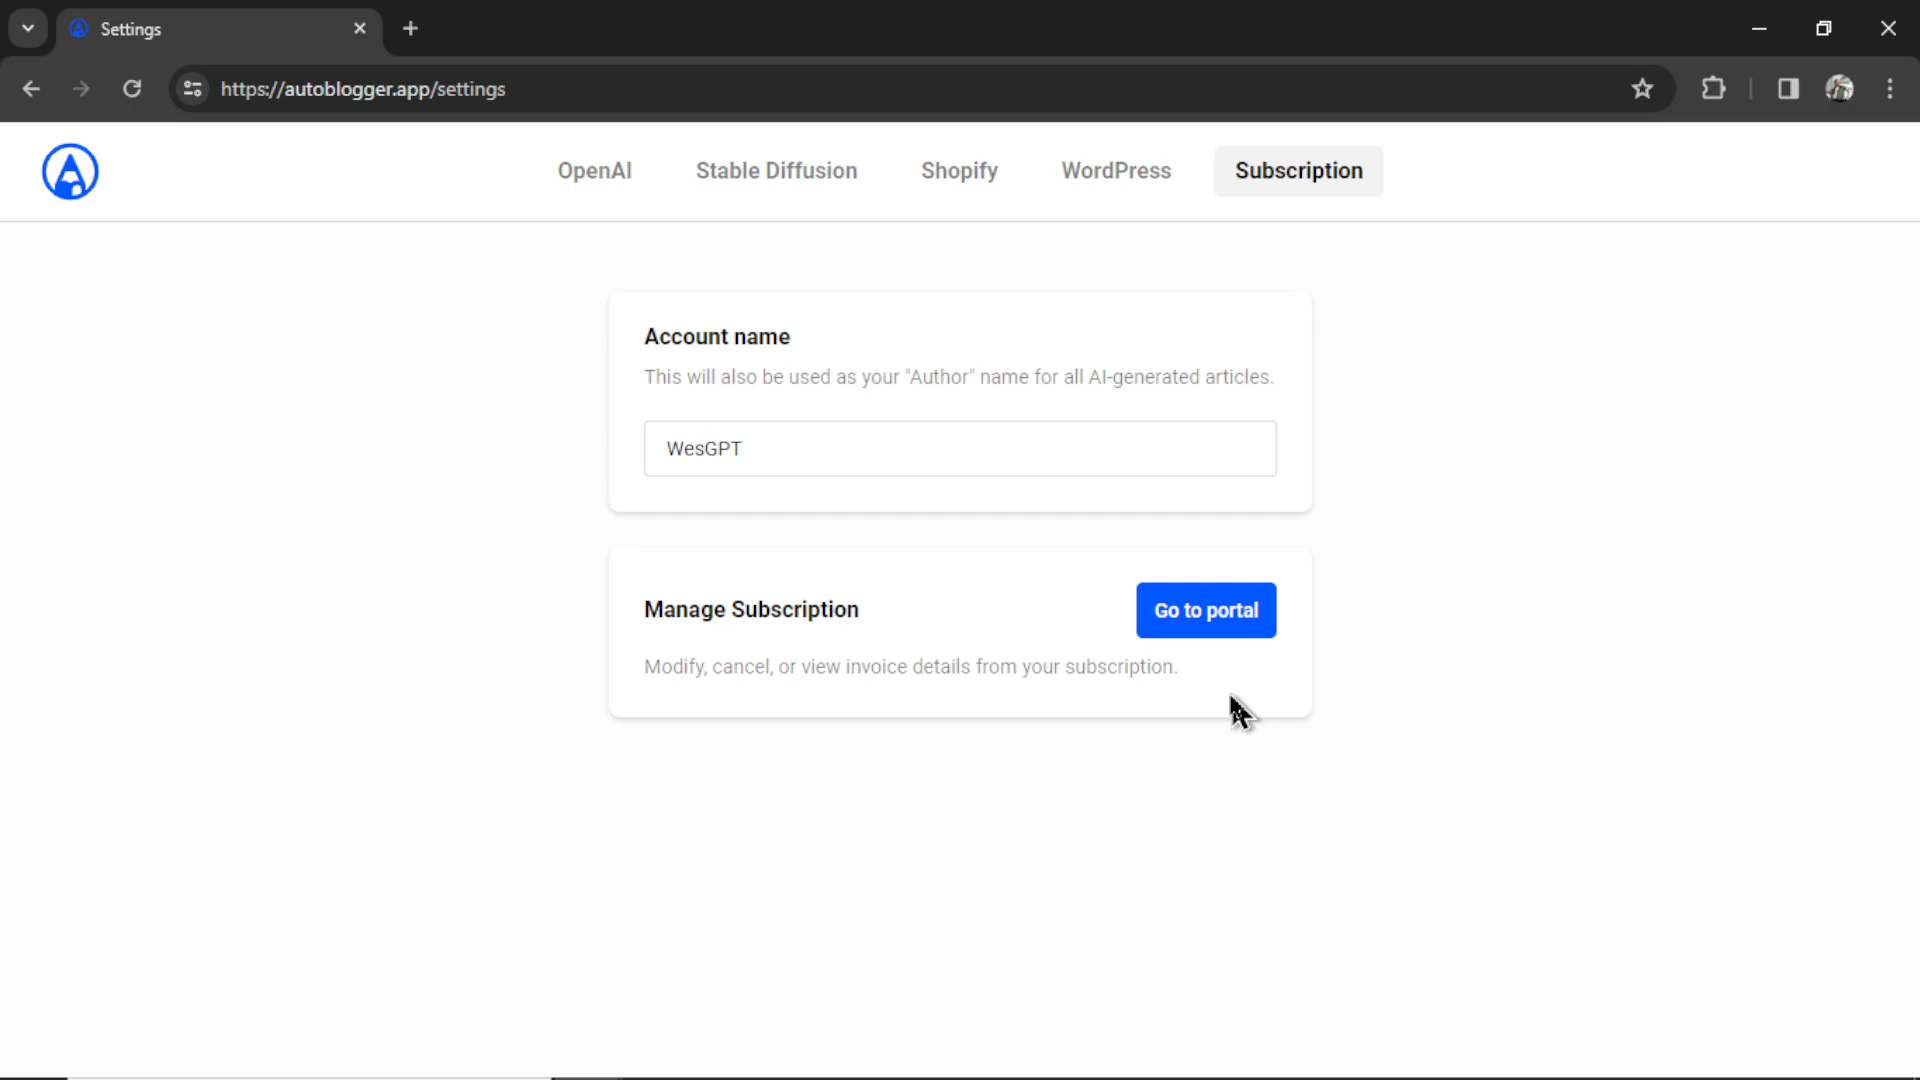 Settings
https://autoblogger.app/settings
OpenAI
Stable Diffusion
Shopify
WordPress
Subscription
Account name
This will also be used as your "Author" name for all AI-generated articles.
WesGPT
Manage Subscription
Go to portal
Modify, cancel, or view invoice details from your subscription.